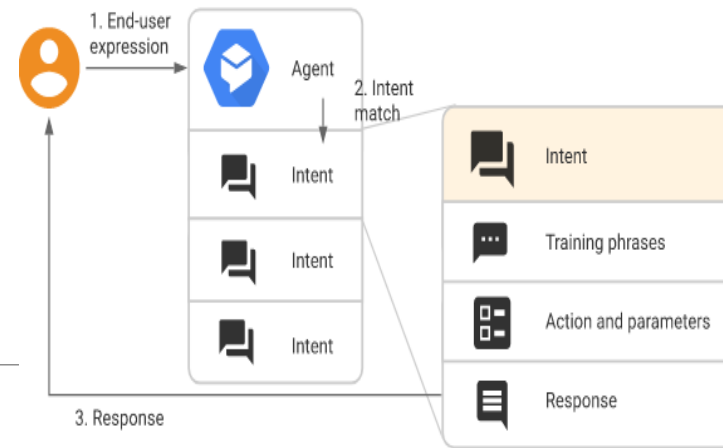 1. End-user
expression
Agent
2. Intent
match
Intent
Intent
Intent
Intent
Training phrases
Action and parameters
Response
3. Response